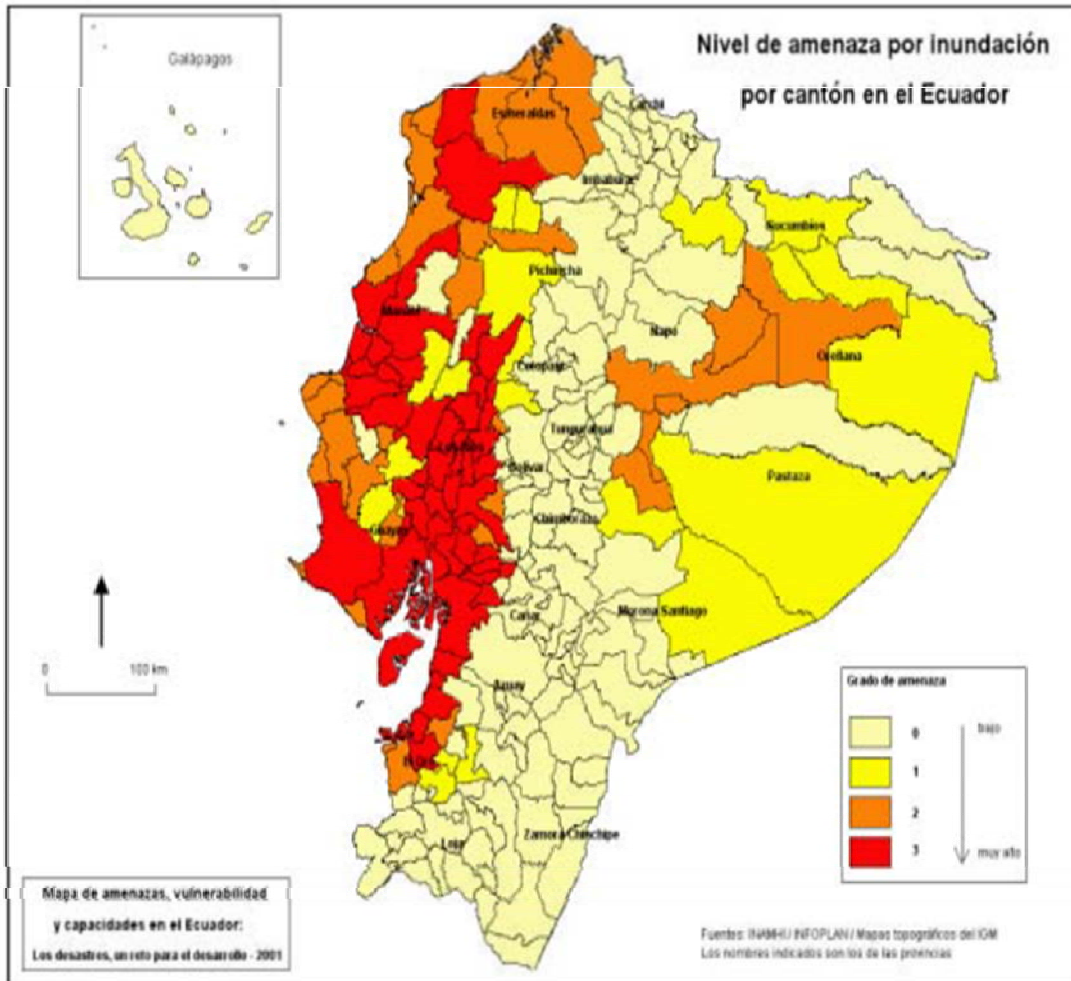 Galápagos
Nivel de amenaza por inundación
por cantón en el Ecuador
Carchi
Esmeraldas
Imbabura
Sucumbios
Pichincha
Manabí
Napo
Orellana
Cotopaxi
Tungurahua
Los Ríos
Bolívar
Pastaza
Chimborazo
Guayas
Cañar
Morona Santiago
Azuay
El Oro
Loja
Zamora Chinchipe
0 100 km
Grado de amenaza
0 bajo
1
2
3 muy alto
Mapa de amenazas, vulnerabilidad
y capacidades en el Ecuador:
Los desastres, un reto para el desarrollo - 2001
Fuentes: INAMHI / INFOPLAN / Mapas topográficos del IGM
Los nombres indicados son los de las provincias